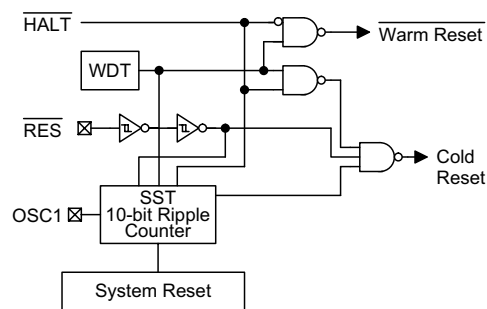 HALT
Warm Reset
WDT
RES
Cold
Reset
SST
10-bit Ripple
Counter
OSC1
System Reset